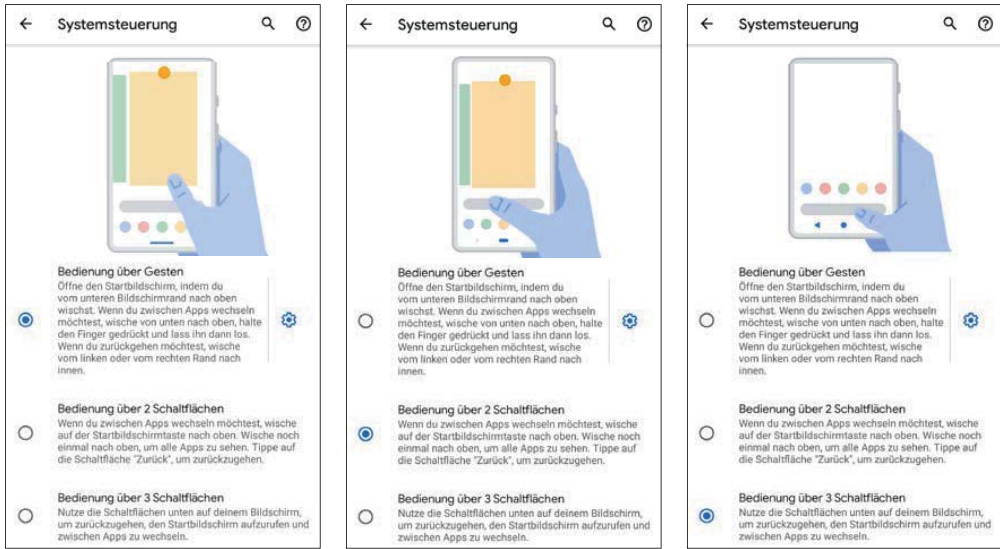 Systemsteuerung
Bedienung über Gesten
Öffne den Startbildschirm, indem du
vom unteren Bildschirmrand nach oben
wischst. Wenn du zwischen Apps wechseln
möchtest, wische von unten nach oben, halte
den Finger gedrückt und lass ihn dann los.
Wenn du zurückgehen möchtest, wische
vom linken oder vom rechten Rand nach
innen.
Bedienung über 2 Schaltflächen
Wenn du zwischen Apps wechseln möchtest, wische
auf der Startbildschirmtaste nach oben. Wische noch
einmal nach oben, um alle Apps zu sehen. Tippe auf
die Schaltfläche "Zurück", um zurückzugehen.
Bedienung über 3 Schaltflächen
Nutze die Schaltflächen unten auf deinem Bildschirm,
um zurückzugehen, den Startbildschirm aufzurufen und
zwischen Apps zu wechseln.
Systemsteuerung
Bedienung über Gesten
Öffne den Startbildschirm, indem du
vom unteren Bildschirmrand nach oben
wischst. Wenn du zwischen Apps wechseln
möchtest, wische von unten nach oben, halte
den Finger gedrückt und lass ihn dann los.
Wenn du zurückgehen möchtest, wische
vom linken oder vom rechten Rand nach
innen.
Bedienung über 2 Schaltflächen
Wenn du zwischen Apps wechseln möchtest, wische
auf der Startbildschirmtaste nach oben. Wische noch
einmal nach oben, um alle Apps zu sehen. Tippe auf
die Schaltfläche "Zurück", um zurückzugehen.
Bedienung über 3 Schaltflächen
Nutze die Schaltflächen unten auf deinem Bildschirm,
um zurückzugehen, den Startbildschirm aufzurufen und
zwischen Apps zu wechseln.
Systemsteuerung
Bedienung über Gesten
Öffne den Startbildschirm, indem du
vom unteren Bildschirmrand nach oben
wischst. Wenn du zwischen Apps wechseln
möchtest, wische von unten nach oben, halte
den Finger gedrückt und lass ihn dann los.
Wenn du zurückgehen möchtest, wische
vom linken oder vom rechten Rand nach
innen.
Bedienung über 2 Schaltflächen
Wenn du zwischen Apps wechseln möchtest, wische
auf der Startbildschirmtaste nach oben. Wische noch
einmal nach oben, um alle Apps zu sehen. Tippe auf
die Schaltfläche "Zurück", um zurückzugehen.
Bedienung über 3 Schaltflächen
Nutze die Schaltflächen unten auf deinem Bildschirm,
um zurückzugehen, den Startbildschirm aufzurufen und
zwischen Apps zu wechseln.